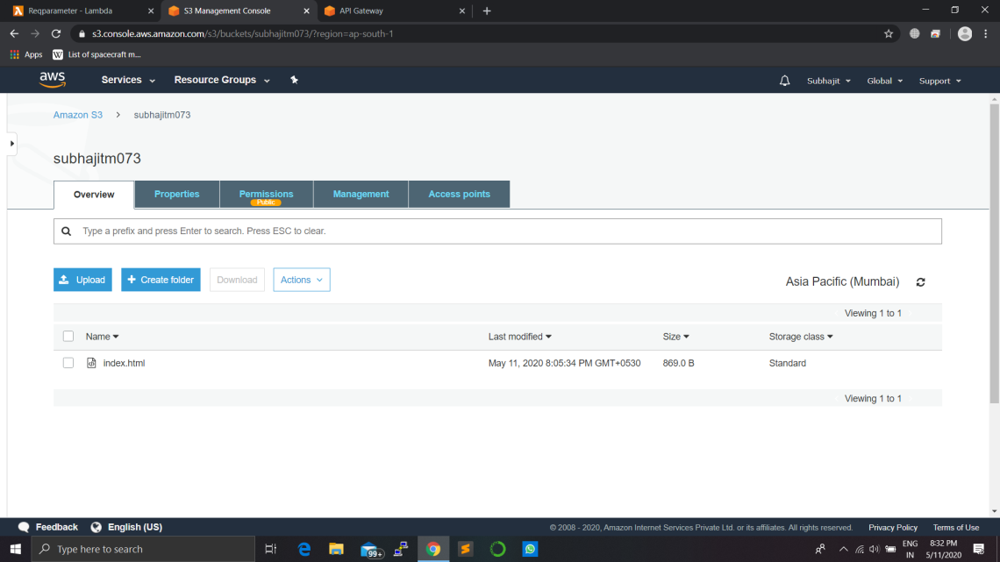 Reqparameter - Lambda
S3 Management Console
API Gateway
s3.console.aws.amazon.com/s3/buckets/subhajitm073/?region=ap-south-1
Apps
W List of spacecraft m...
aws Services Resource Groups Subhajit Global Support
Amazon S3 > subhajitm073
subhajitm073
Overview Properties Permissions Management Access points
Public
Type a prefix and press Enter to search. Press ESC to clear.
Upload + Create folder Download Actions
Asia Pacific (Mumbai)
Viewing 1 to 1
Name Last modified Size Storage class
index.html May 11, 2020 8:05:34 PM GMT+0530 869.0 B Standard
Viewing 1 to 1
Feedback English (US) © 2008 - 2020, Amazon Internet Services Private Ltd. or its affiliates. All rights reserved. Privacy Policy Terms of Use
Type here to search
99+
ENG
IN
8:32 PM
5/11/2020